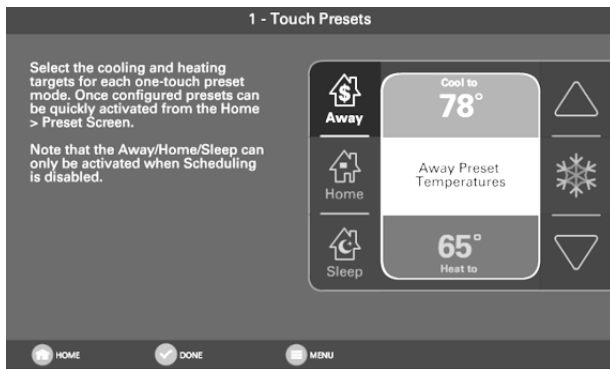 1 - Touch Presets
Select the cooling and heating
targets for each one-touch preset
mode. Once configured presets can
be quickly activated from the Home
> Preset Screen.
Note that the Away/Home/Sleep can
only be activated when Scheduling
is disabled.
$
Away
Home
Sleep
Cool to
78°
Away Preset
Temperatures
65°
Heat to
HOME
DONE
MENU